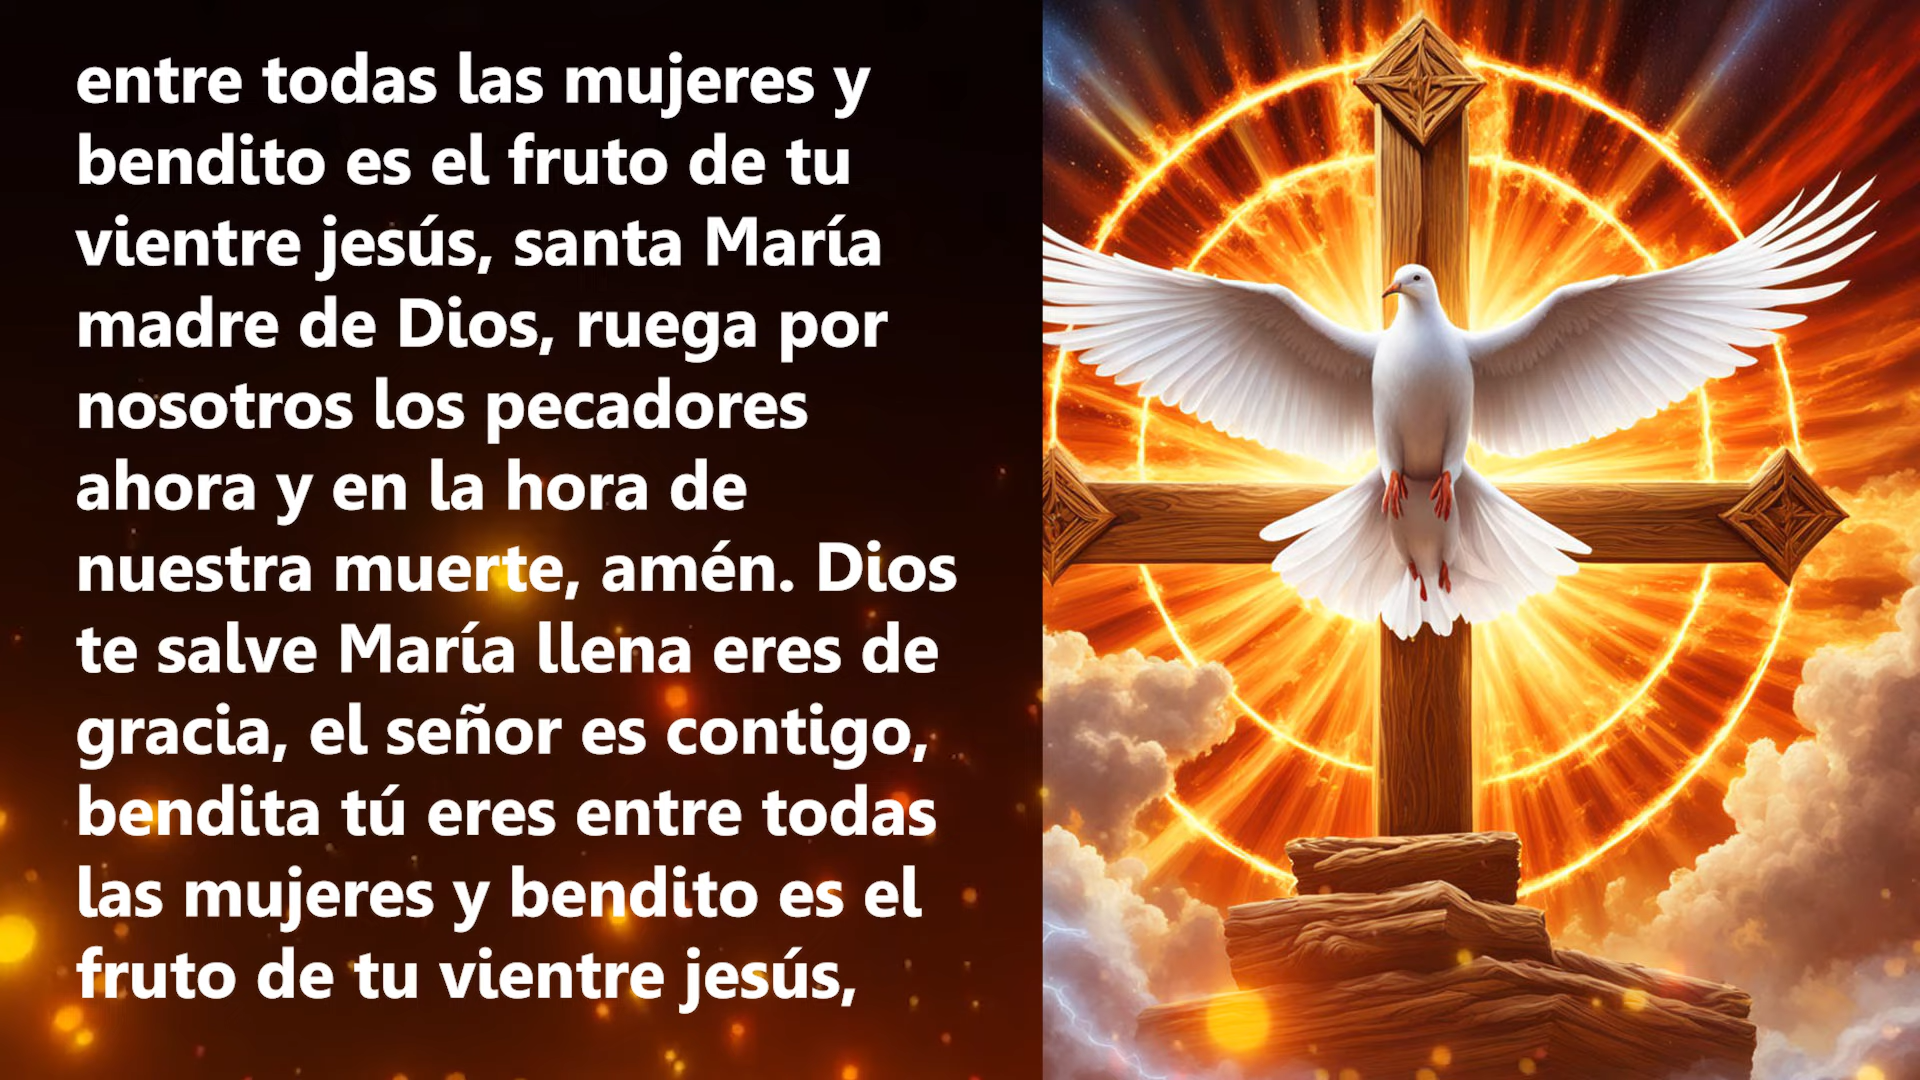 entre todas las mujeres y
bendito es el fruto de tu
vientre jesús, santa María
madre de Dios, ruega por
nosotros los pecadores
ahora y en la hora de
nuestra muerte, amén. Dios
te salve María llena eres de
gracia, el señor es contigo,
bendita tú eres entre todas
las mujeres y bendito es el
fruto de tu vientre jesús,